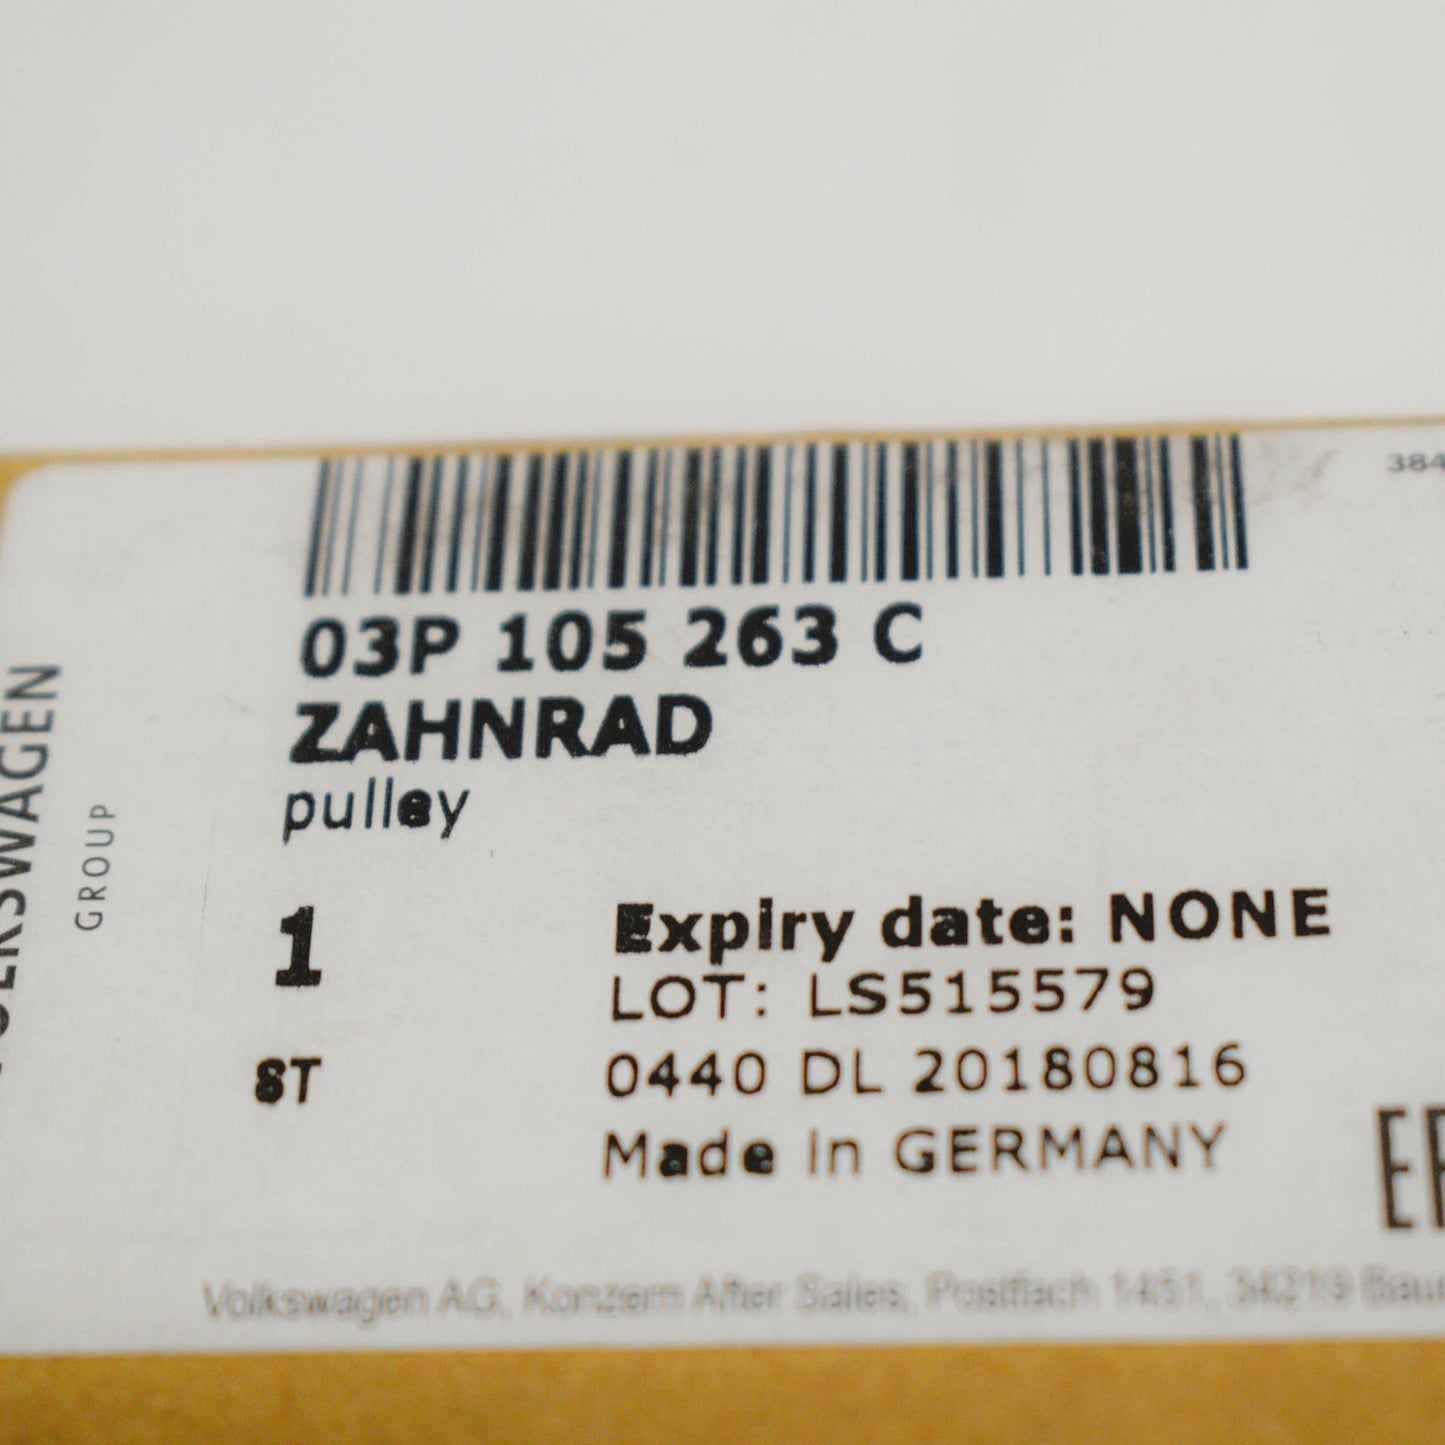 384
03P 105 263 C
ZAHNRAD
pulley
1
ST
Expiry date: NONE
LOT: LS515579
0440 DL 20180816
Made in GERMANY
Volkswagen AG, Konzern After Sales, Postfach 1451, 34219 Bau
VOLKSWAGEN
GROUP